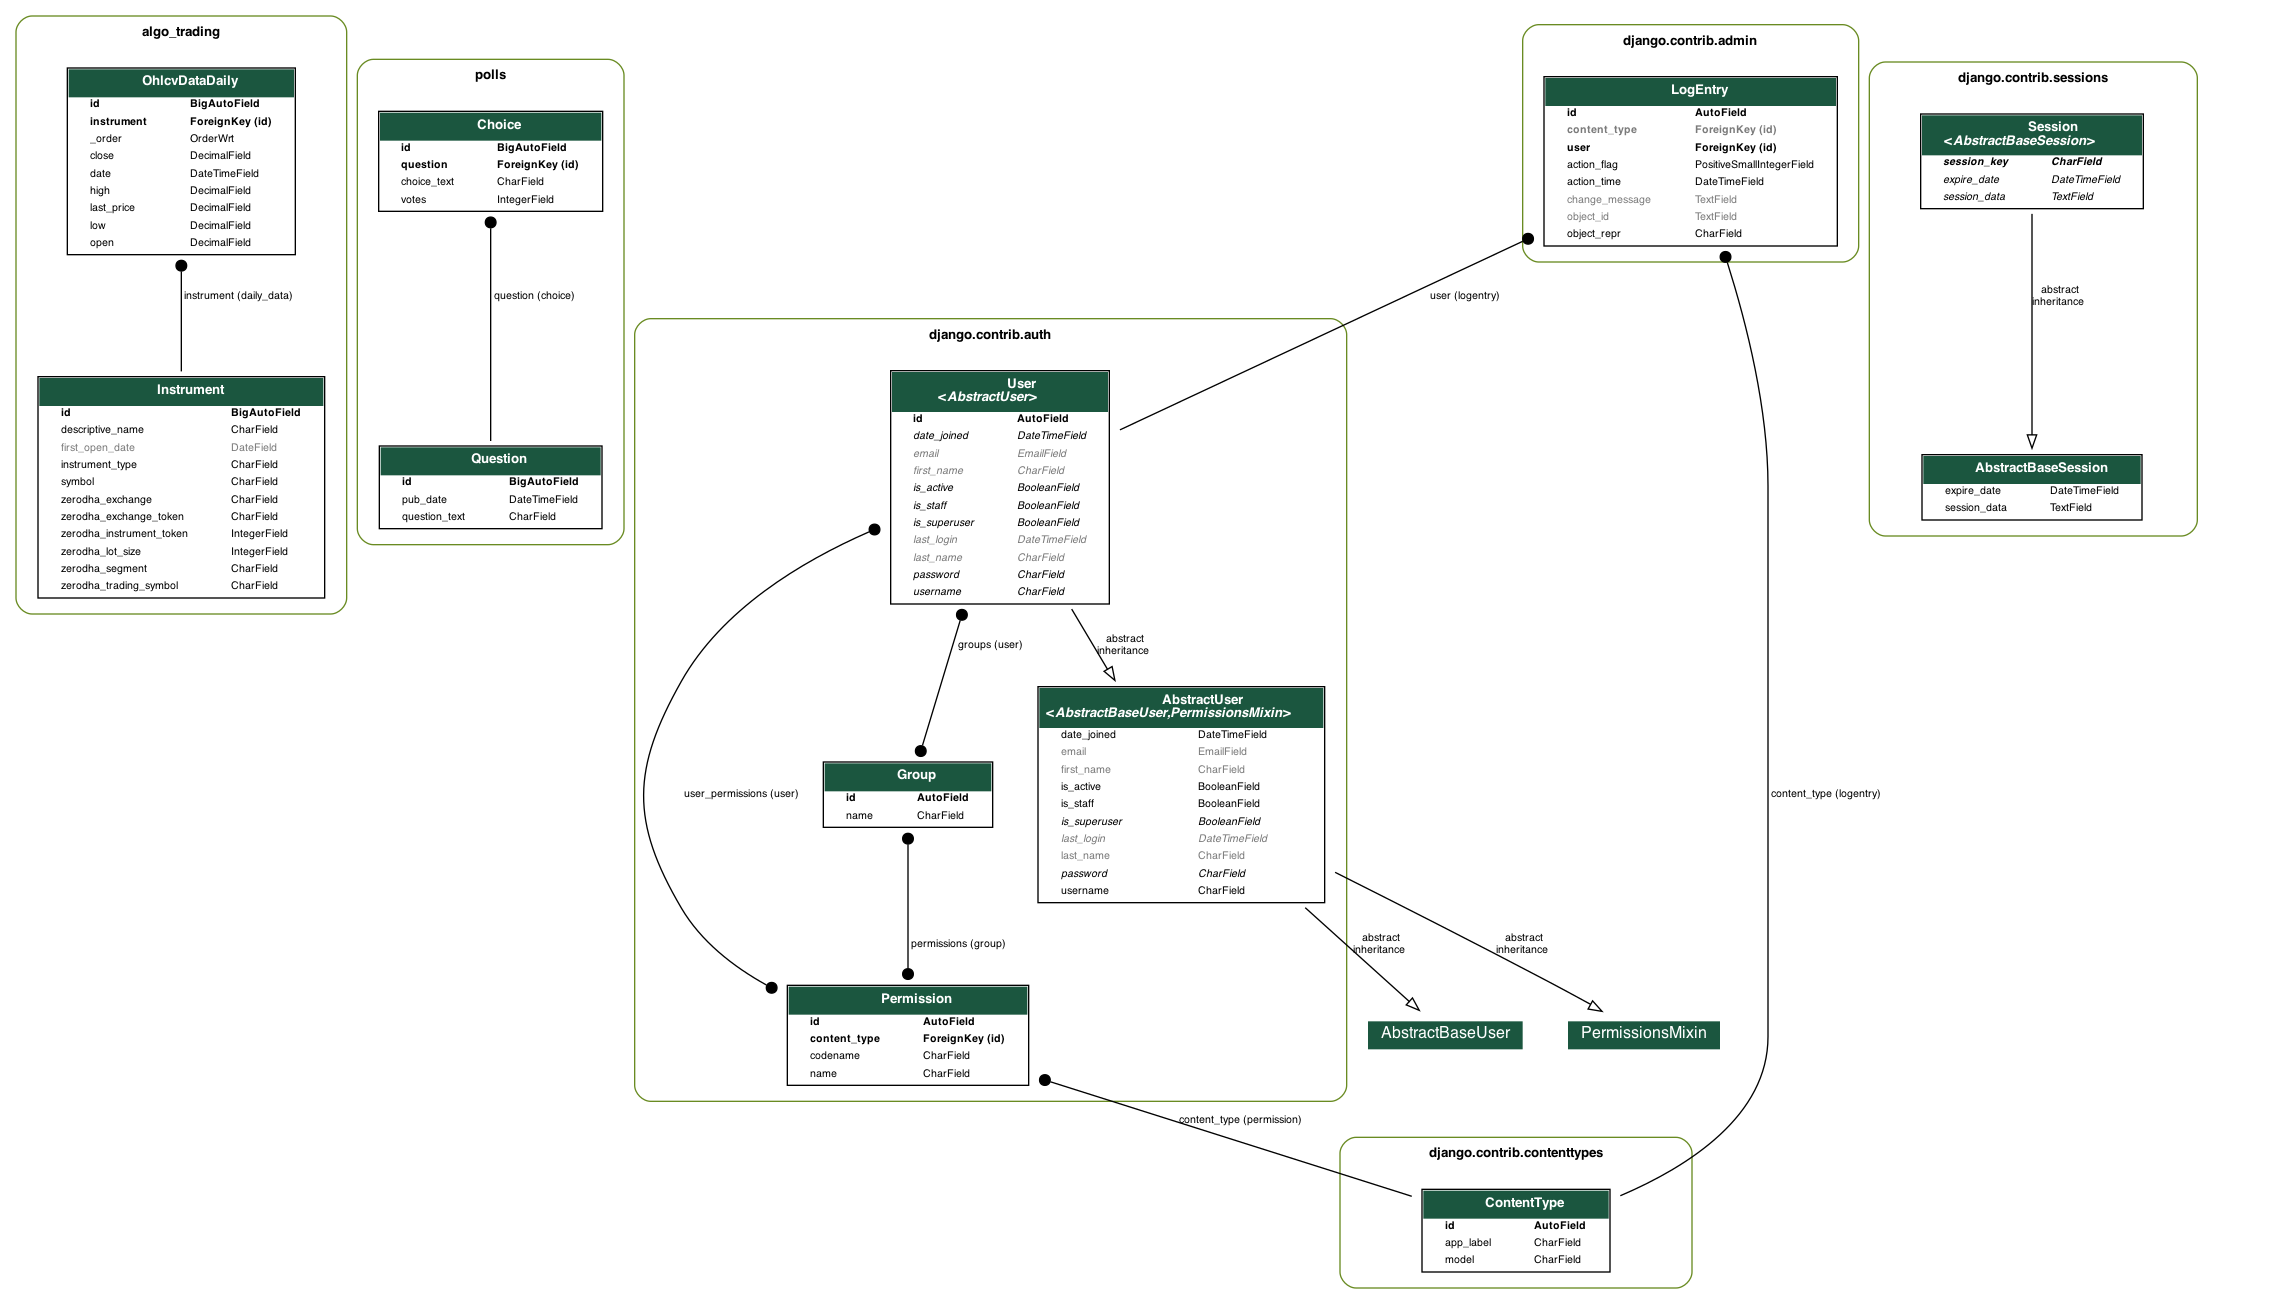 algo_trading
OhlcvDataDaily
id BigAutoField
instrument ForeignKey (id)
_order OrderWrt
close DecimalField
date DateTimeField
high DecimalField
last_price DecimalField
low DecimalField
open DecimalField
instrument (daily_data)
Instrument
id BigAutoField
descriptive_name CharField
first_open_date DateField
instrument_type CharField
symbol CharField
zerodha_exchange CharField
zerodha_exchange_token CharField
zerodha_instrument_token IntegerField
zerodha_lot_size IntegerField
zerodha_segment CharField
zerodha_trading_symbol CharField
polls
Choice
id BigAutoField
question ForeignKey (id)
choice_text CharField
votes IntegerField
question (choice)
Question
id BigAutoField
pub_date DateTimeField
question_text CharField
django.contrib.admin
LogEntry
id AutoField
content_type ForeignKey (id)
user ForeignKey (id)
action_flag PositiveSmallIntegerField
action_time DateTimeField
change_message TextField
object_id TextField
object_repr CharField
user (logentry)
django.contrib.sessions
Session
<AbstractBaseSession>
session_key CharField
expire_date DateTimeField
session_data TextField
abstract
inheritance
AbstractBaseSession
expire_date DateTimeField
session_data TextField
django.contrib.auth
User
<AbstractUser>
id AutoField
date_joined DateTimeField
email EmailField
first_name CharField
is_active BooleanField
is_staff BooleanField
is_superuser BooleanField
last_login DateTimeField
last_name CharField
password CharField
username CharField
groups (user)
abstract
inheritance
AbstractUser
<AbstractBaseUser,PermissionsMixin>
date_joined DateTimeField
email EmailField
first_name CharField
is_active BooleanField
is_staff BooleanField
is_superuser BooleanField
last_login DateTimeField
last_name CharField
password CharField
username CharField
user_permissions (user)
Group
id AutoField
name CharField
permissions (group)
Permission
id AutoField
content_type ForeignKey (id)
codename CharField
name CharField
abstract
inheritance
abstract
inheritance
AbstractBaseUser
PermissionsMixin
content_type (logentry)
content_type (permission)
django.contrib.contenttypes
ContentType
id AutoField
app_label CharField
model CharField